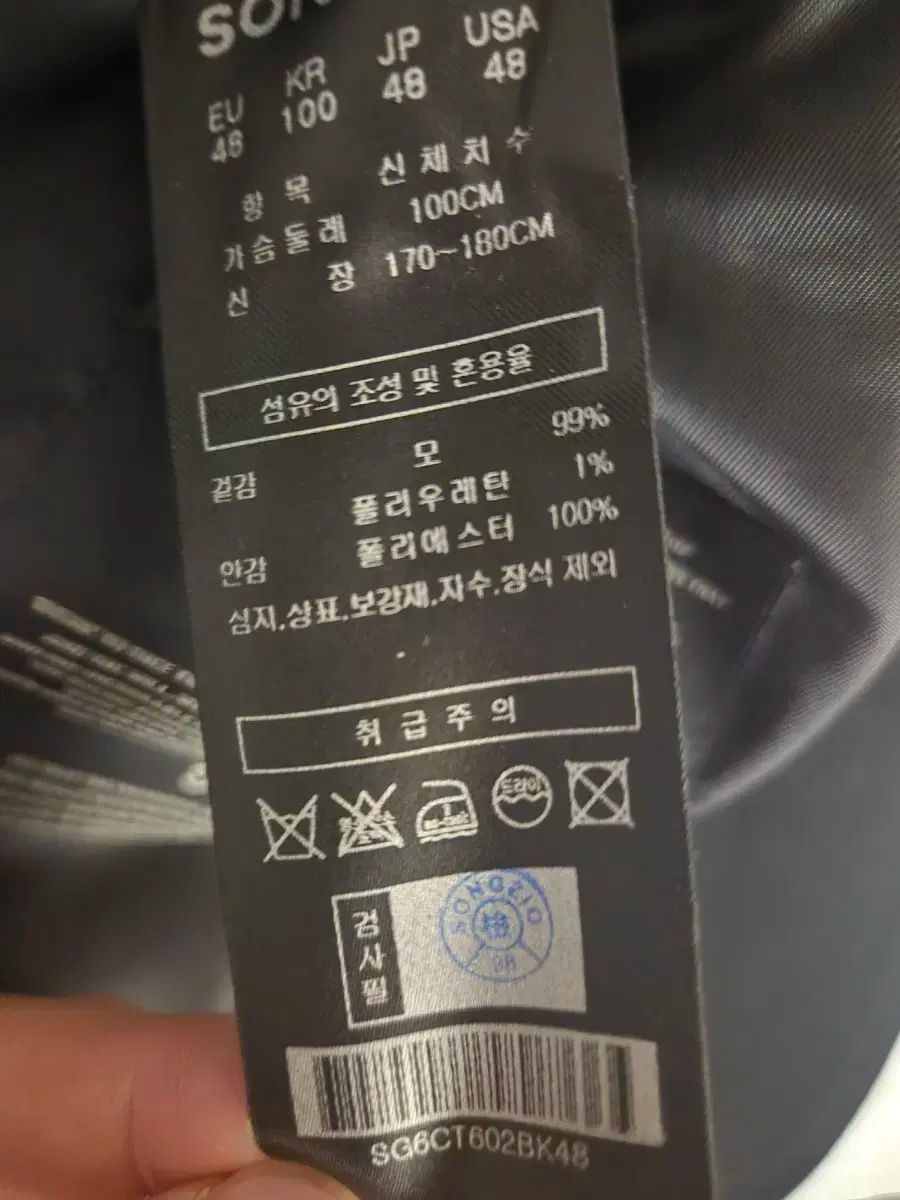 SON
EU KR JP USA
48 100 48 48
항 목 신 체 치 수
가슴둘레 100CM
신 장 170~180CM
섬유의 조성 및 혼용율
겉감 모 99%
폴리우레탄 1%
안감 폴리에스터 100%
심지.상표.보강재.자수.장식 제외
취 급 주 의
드라이
검사필
SONGZIO
檢
SG6CT602BK48